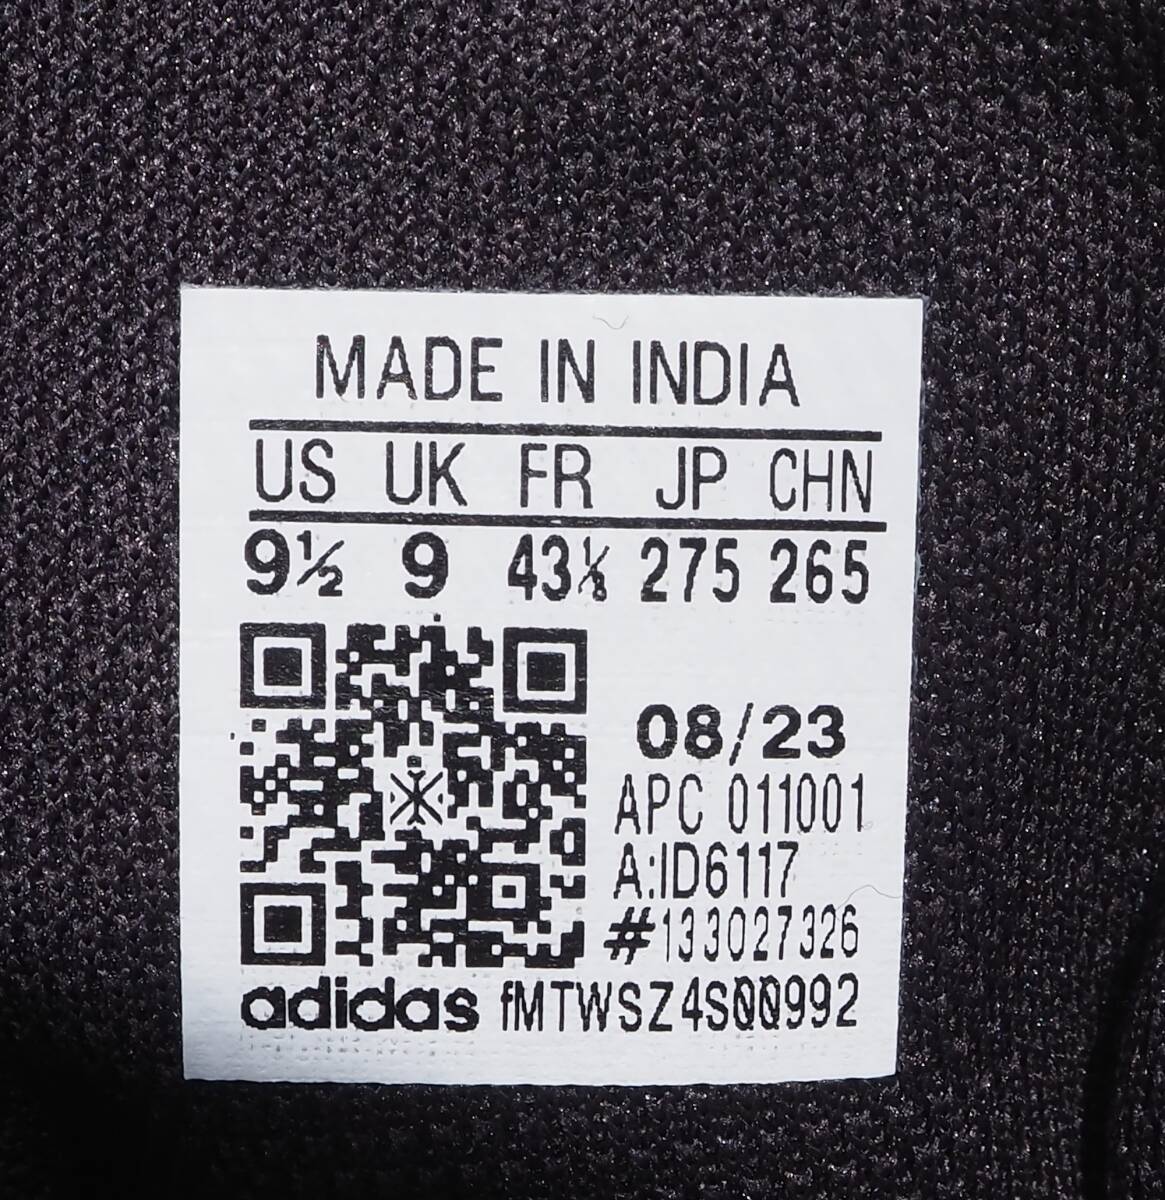 MADE IN INDIA
US UK FR JP CHN
9½ 9 43⅓ 275 265
08/23
APC 011001
A:ID6117
#133027326
adidas fMTWSZ4S00992